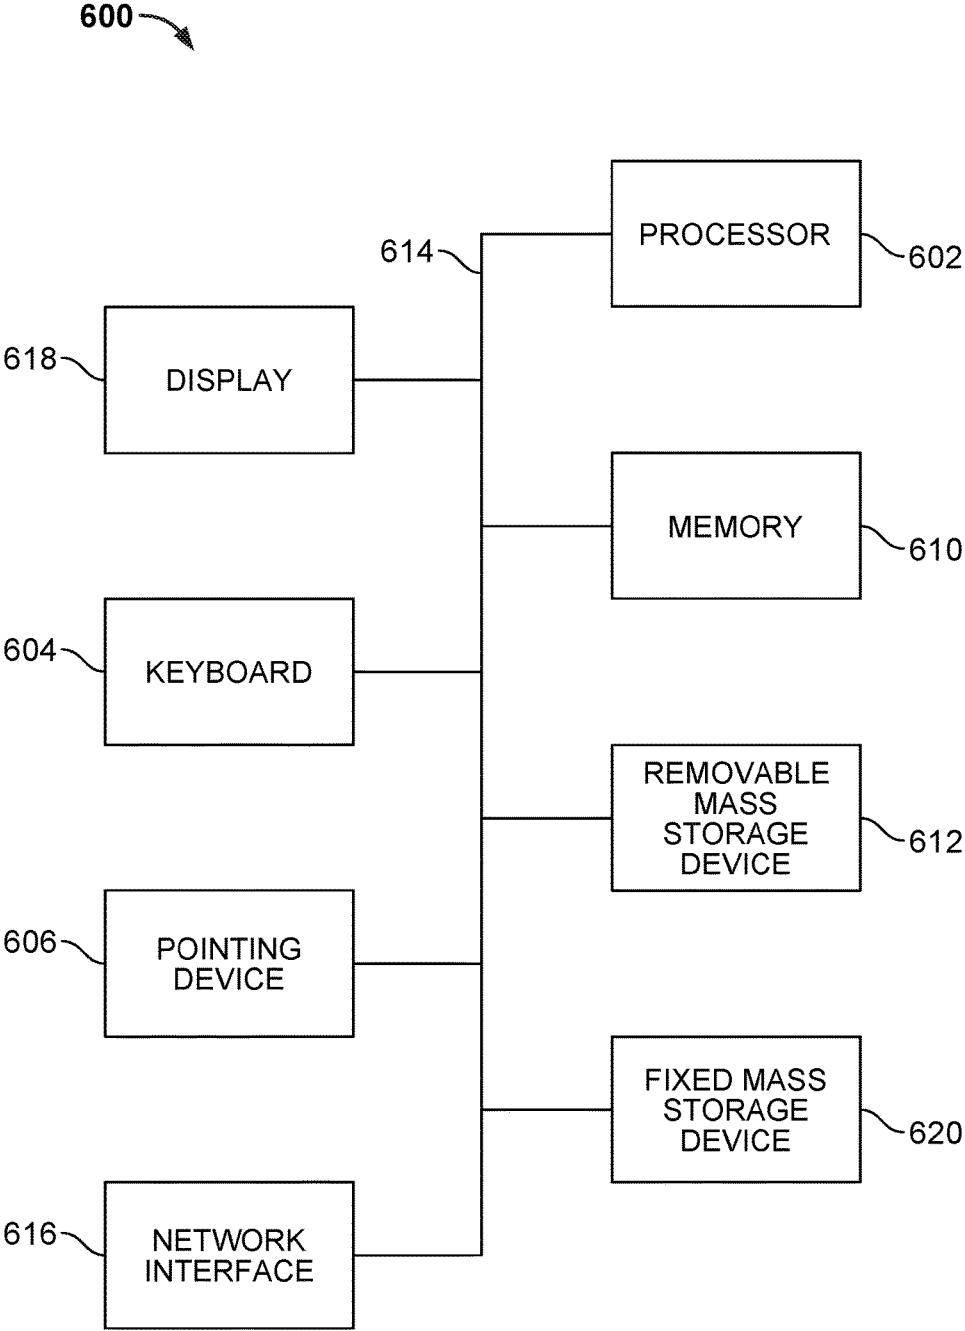 600
614
PROCESSOR
602
618
DISPLAY
MEMORY
610
604
KEYBOARD
REMOVABLE
MASS
STORAGE
DEVICE
612
606
POINTING
DEVICE
FIXED MASS
STORAGE
DEVICE
620
616
NETWORK
INTERFACE